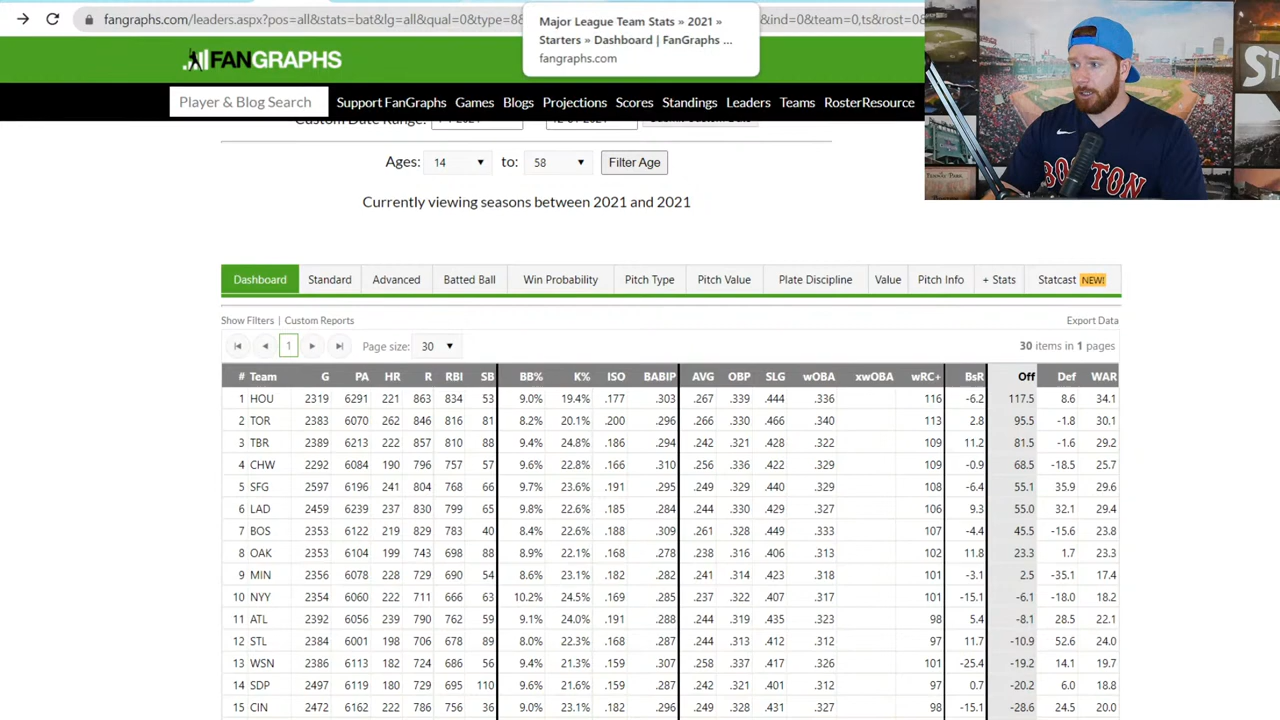 fangraphs.com/leaders.aspx?pos=all&stats=bat&lg=all&qual=0&type=8
&ind=0&team=0,ts&rost=0
Major League Team Stats » 2021 »
Starters » Dashboard | FanGraphs ...
fangraphs.com
FANGRAPHS
Player & Blog Search Support FanGraphs Games Blogs Projections Scores Standings Leaders Teams RosterResource
Custom Date Range:
Ages: 14 to: 58 Filter Age
Currently viewing seasons between 2021 and 2021
BOSTON
Dashboard Standard Advanced Batted Ball Win Probability Pitch Type Pitch Value Plate Discipline Value Pitch Info + Stats Statcast NEW!
Show Filters | Custom Reports Export Data
1 Page size: 30 30 items in 1 pages
# Team G PA HR R RBI SB BB% K% ISO BABIP AVG OBP SLG wOBA xwOBA wRC+ BsR Off Def WAR
1 HOU 2319 6291 221 863 834 53 9.0% 19.4% .177 .303 .267 .339 .444 .336 116 -6.2 117.5 8.6 34.1
2 TOR 2383 6070 262 846 816 81 8.2% 20.1% .200 .296 .266 .330 .466 .340 113 2.8 95.5 -1.8 30.1
3 TBR 2389 6213 222 857 810 88 9.4% 24.8% .186 .294 .242 .321 .428 .322 109 11.2 81.5 -1.6 29.2
4 CHW 2292 6084 190 796 757 57 9.6% 22.8% .166 .310 .256 .336 .422 .329 109 -0.9 68.5 -18.5 25.7
5 SFG 2597 6196 241 804 768 66 9.7% 23.6% .191 .295 .249 .329 .440 .329 108 -6.4 55.1 35.9 29.6
6 LAD 2459 6239 237 830 799 65 9.8% 22.6% .185 .284 .244 .330 .429 .327 106 9.3 55.0 32.1 29.4
7 BOS 2353 6122 219 829 783 40 8.4% 22.6% .188 .309 .261 .328 .449 .333 107 -4.4 45.5 -15.6 23.8
8 OAK 2353 6104 199 743 698 88 8.9% 22.1% .168 .278 .238 .316 .406 .313 102 11.8 23.3 1.7 23.3
9 MIN 2356 6078 228 729 690 54 8.6% 23.1% .182 .282 .241 .314 .423 .318 101 -3.1 2.5 -35.1 17.4
10 NYY 2354 6060 222 711 666 63 10.2% 24.5% .169 .285 .237 .322 .407 .317 101 -15.1 -6.1 -18.0 18.2
11 ATL 2392 6056 239 790 762 59 9.1% 24.0% .191 .288 .244 .319 .435 .323 98 5.4 -8.1 28.5 22.1
12 STL 2384 6001 198 706 678 89 8.0% 22.3% .168 .287 .244 .313 .412 .312 97 11.7 -10.9 52.6 24.0
13 WSN 2386 6113 182 724 686 56 9.4% 21.3% .159 .307 .258 .337 .417 .326 101 -25.4 -19.2 14.1 19.7
14 SDP 2497 6119 180 729 695 110 9.6% 21.6% .159 .287 .242 .321 .401 .312 97 0.7 -20.2 6.0 18.8
15 CIN 2472 6162 222 786 756 36 9.0% 23.1% .182 .296 .249 .328 .431 .327 98 -15.1 -28.6 24.5 20.0